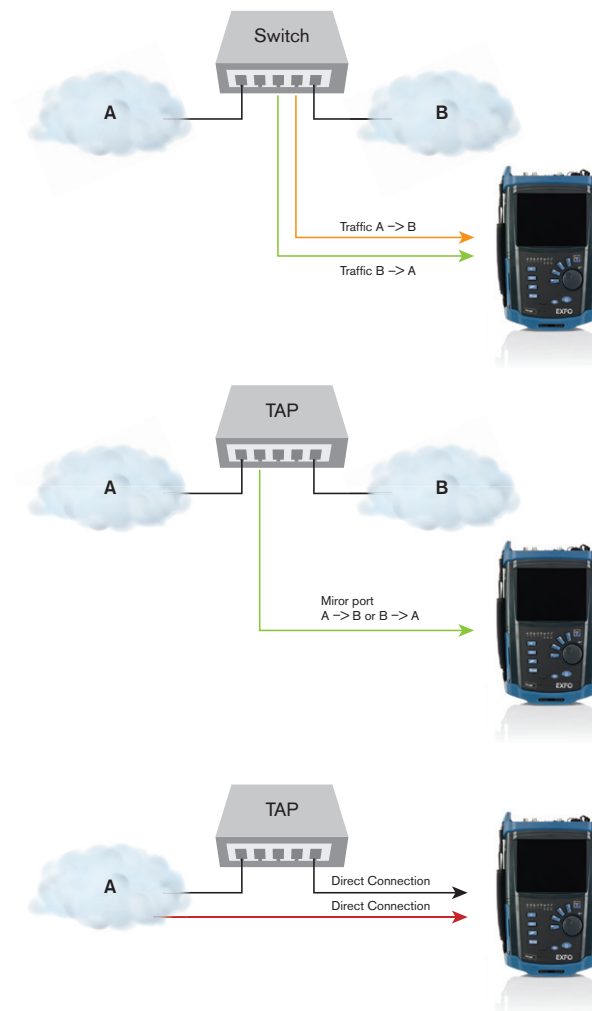 Switch
A
B
Traffic A –> B
Traffic B –> A
EXFO
TAP
A
B
Miror port
A –> B or B –> A
EXFO
TAP
A
Direct Connection
Direct Connection
EXFO